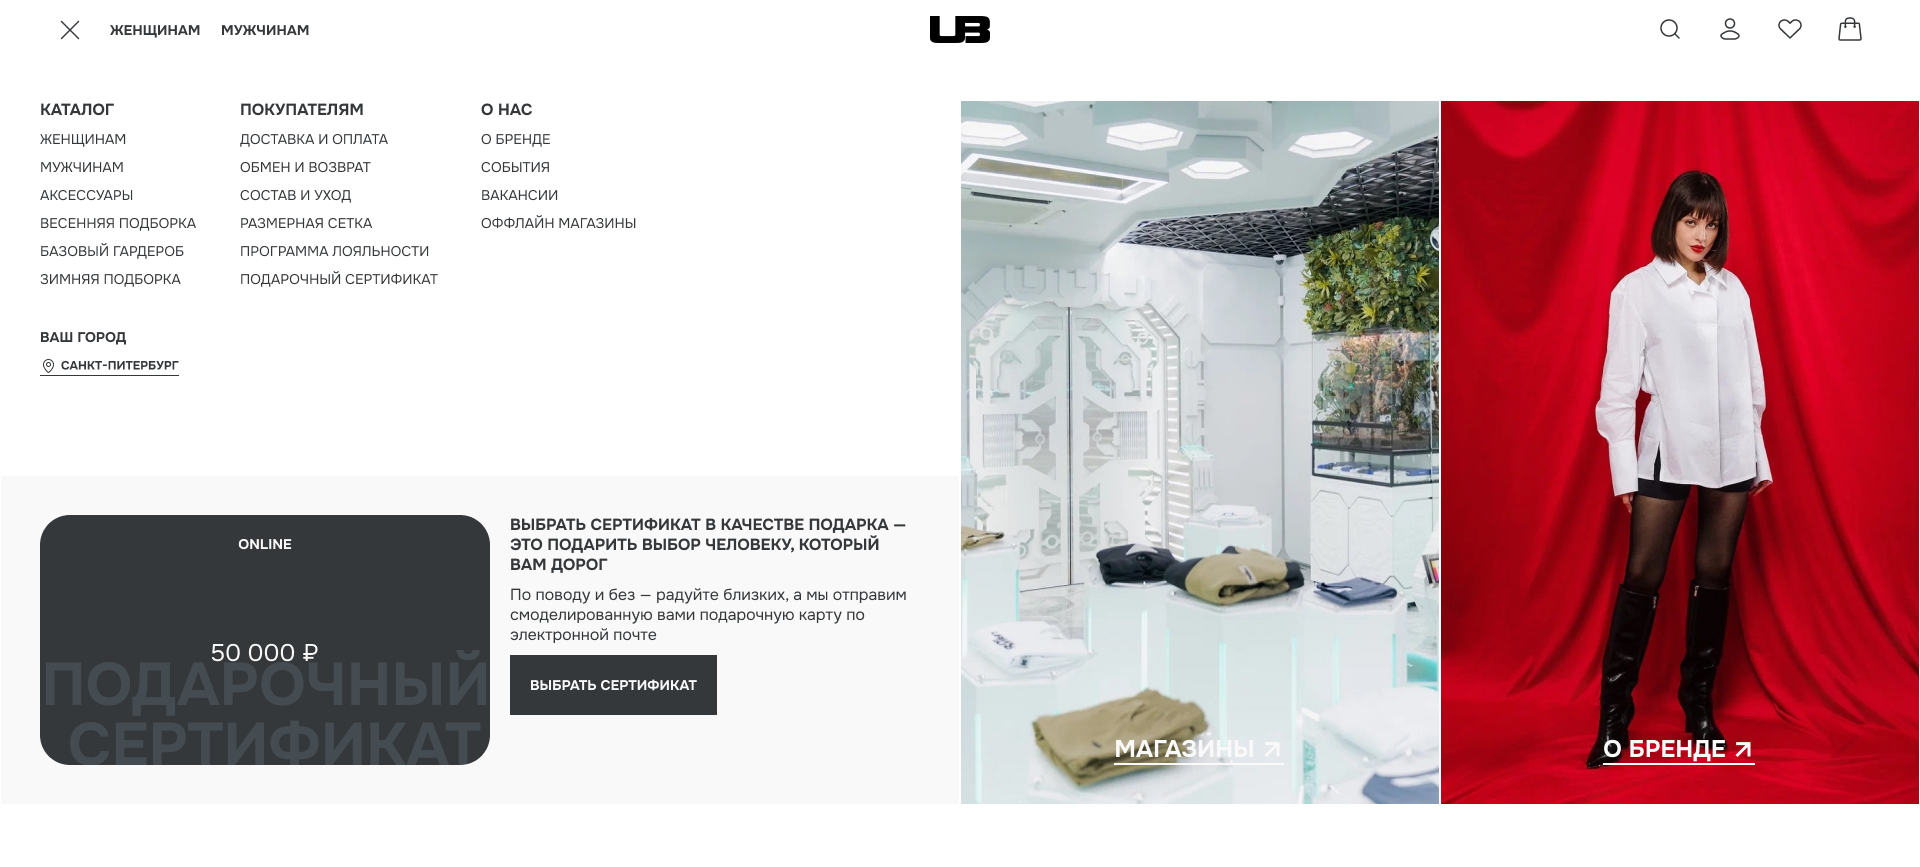 ЖЕНЩИНАМ МУЖЧИНАМ
UB
КАТАЛОГ
ЖЕНЩИНАМ
МУЖЧИНАМ
АКСЕССУАРЫ
ВЕСЕННЯЯ ПОДБОРКА
БАЗОВЫЙ ГАРДЕРОБ
ЗИМНЯЯ ПОДБОРКА
ПОКУПАТЕЛЯМ
ДОСТАВКА И ОПЛАТА
ОБМЕН И ВОЗВРАТ
СОСТАВ И УХОД
РАЗМЕРНАЯ СЕТКА
ПРОГРАММА ЛОЯЛЬНОСТИ
ПОДАРОЧНЫЙ СЕРТИФИКАТ
О НАС
О БРЕНДЕ
СОБЫТИЯ
ВАКАНСИИ
ОФФЛАЙН МАГАЗИНЫ
ВАШ ГОРОД
САНКТ-ПИТЕРБУРГ
ONLINE
50 000 ₽
ПОДАРОЧНЫЙ
СЕРТИФИКАТ
ВЫБРАТЬ СЕРТИФИКАТ В КАЧЕСТВЕ ПОДАРКА —
ЭТО ПОДАРИТЬ ВЫБОР ЧЕЛОВЕКУ, КОТОРЫЙ
ВАМ ДОРОГ
По поводу и без — радуйте близких, а мы отправим
смоделированную вами подарочную карту по
электронной почте
ВЫБРАТЬ СЕРТИФИКАТ
МАГАЗИНЫ
О БРЕНДЕ